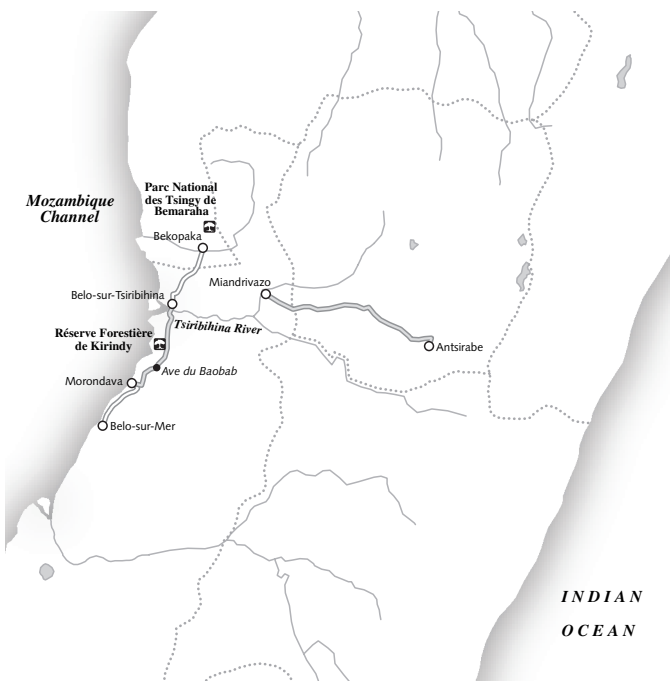 Parc National
des Tsingy de
Bemaraha
Mozambique
Channel
Bekopaka
Miandrivazo
Belo-sur-Tsiribihina
Tsiribihina River
Réserve Forestière
de Kirindy
Antsirabe
Ave du Baobab
Morondava
Belo-sur-Mer
INDIAN
OCEAN